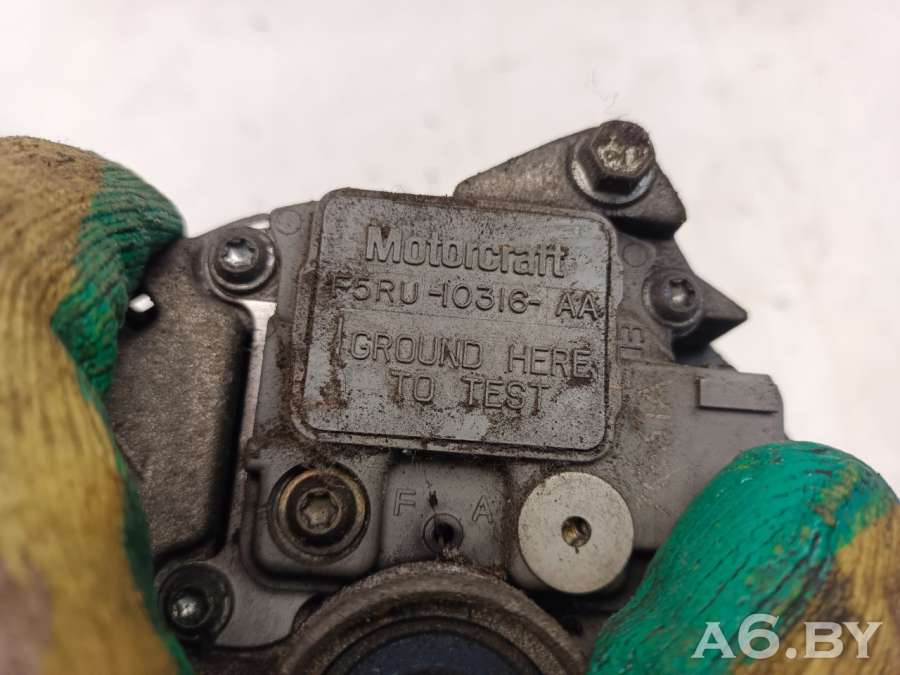 Motorcraft
F5RU-10316-AA
GROUND HERE
TO TEST
F A
A6.BY